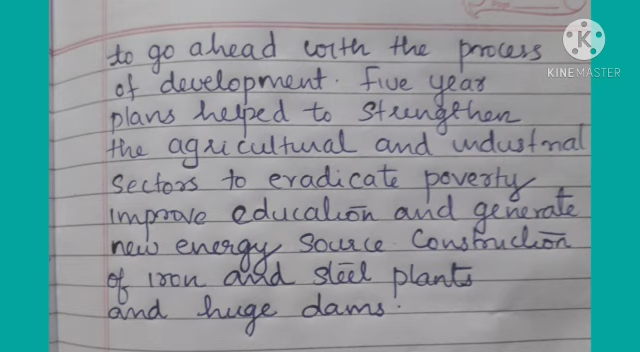 to go ahead with the process
of development. Five year
plans helped to strengthen
the agricultural and industrial
sectors to eradicate poverty
improve education and generate
new energy source. Construction
of iron and steel plants
and huge dams.
KINEMASTER